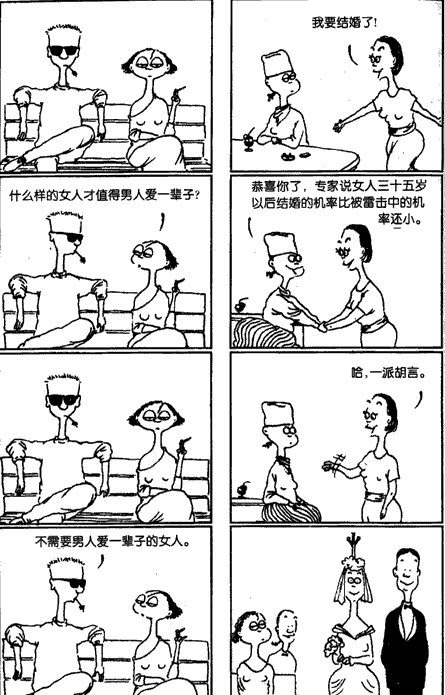 什么样的女人才值得男人爱一辈子?
不需要男人爱一辈子的女人。
我要结婚了!
恭喜你了，专家说女人三十五岁
以后结婚的机率比被雷击中的机
率还小。
哈，一派胡言。